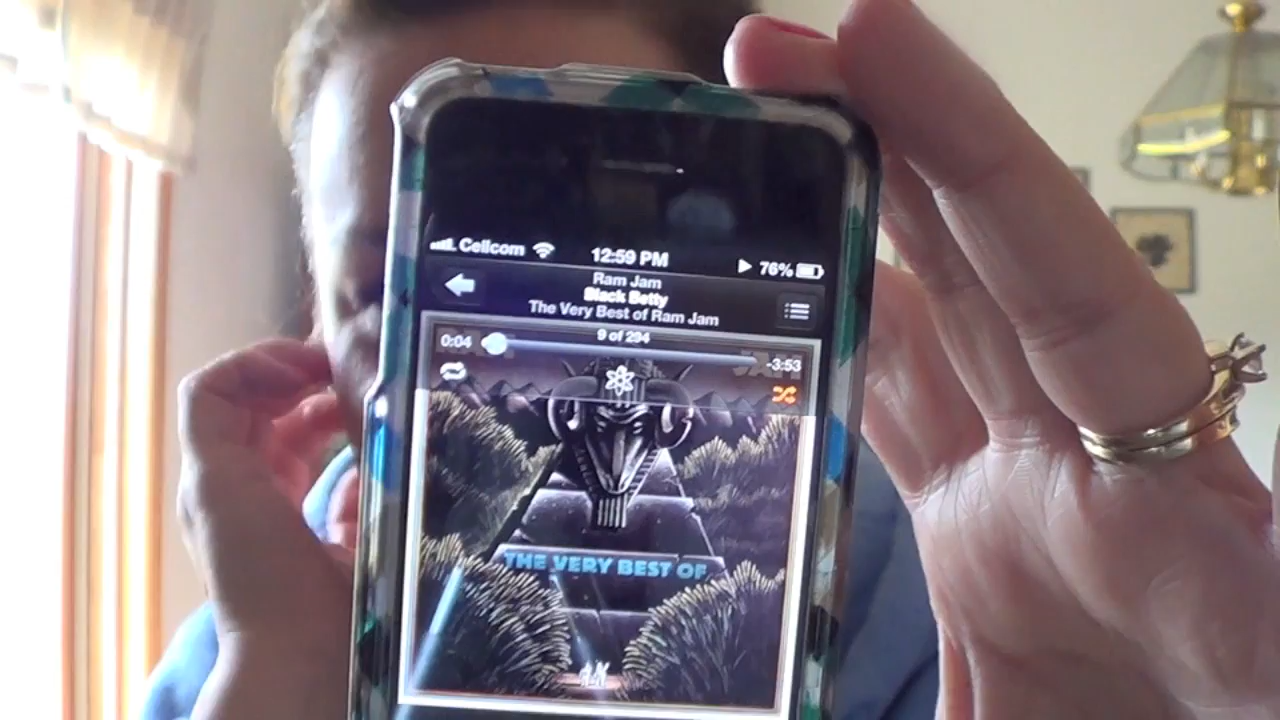 Cellcom 12:59 PM 76%
Ram Jam
Black Betty
The Very Best of Ram Jam
9 of 294
0:04 -3:53
THE VERY BEST OF